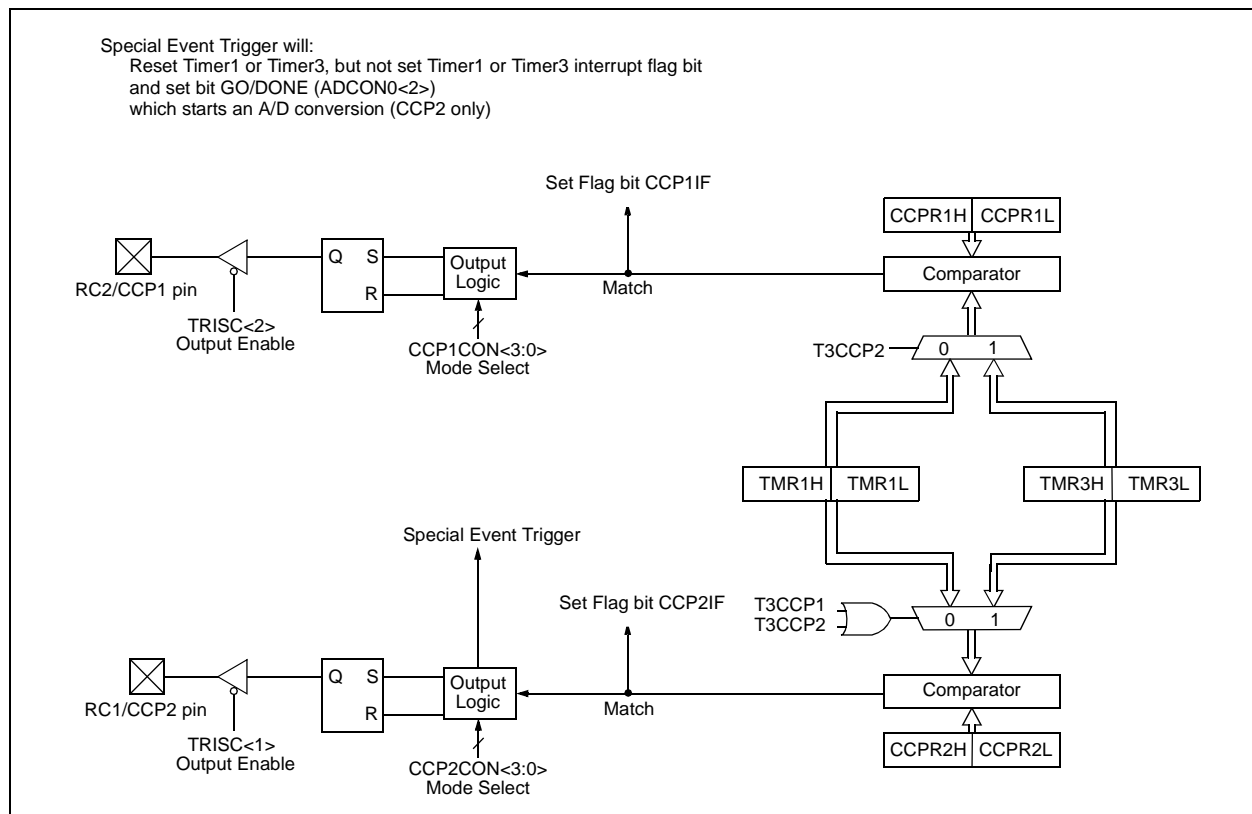 Special Event Trigger will:
Reset Timer1 or Timer3, but not set Timer1 or Timer3 interrupt flag bit
and set bit GO/DONE (ADCON0<2>)
which starts an A/D conversion (CCP2 only)
Set Flag bit CCP1IF
CCPR1H CCPR1L
Q S
R
Output
Logic
Comparator
RC2/CCP1 pin
Match
TRISC<2>
Output Enable
CCP1CON<3:0>
Mode Select
T3CCP2
0 1
TMR1H TMR1L
TMR3H TMR3L
Special Event Trigger
Set Flag bit CCP2IF
T3CCP1
T3CCP2
0 1
Q S
R
Output
Logic
Comparator
RC1/CCP2 pin
Match
TRISC<1>
Output Enable
CCP2CON<3:0>
Mode Select
CCPR2H CCPR2L